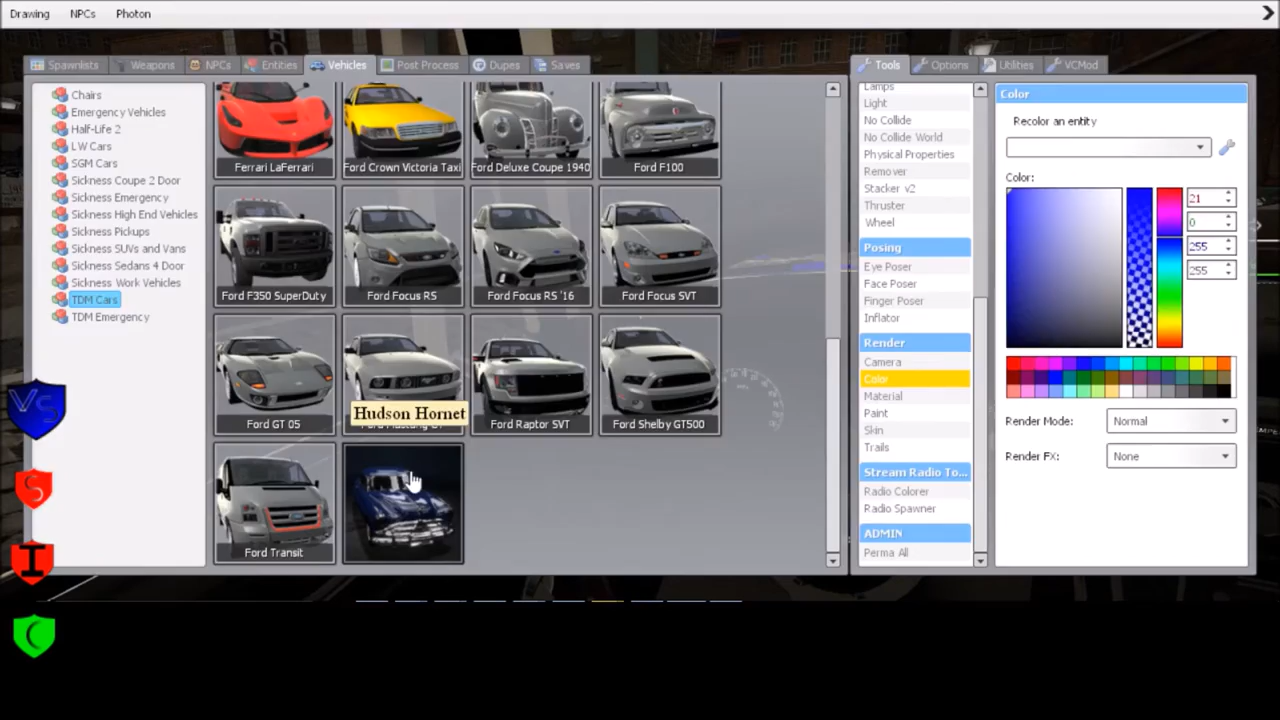 Drawing NPCs Photon
Spawnlists Weapons NPCs Entities Vehicles Post Process Dupes Saves
Chairs
Emergency Vehicles
Half-Life 2
LW Cars
SGM Cars
Sickness Coupe 2 Door
Sickness Emergency
Sickness High End Vehicles
Sickness Pickups
Sickness SUVs and Vans
Sickness Sedans 4 Door
Sickness Work Vehicles
TDM Cars
TDM Emergency
Ferrari LaFerrari Ford Crown Victoria Taxi Ford Deluxe Coupe 1940 Ford F100
Ford F350 SuperDuty Ford Focus RS Ford Focus RS '16 Ford Focus SVT
Hudson Hornet
Ford GT 05 Ford Mustang GT Ford Raptor SVT Ford Shelby GT500
Ford Transit
Tools Options Utilities VCMod
Lamps
Light
No Collide
No Collide World
Physical Properties
Remover
Stacker v2
Thruster
Wheel
Posing
Eye Poser
Face Poser
Finger Poser
Inflator
Render
Camera
Color
Material
Paint
Skin
Trails
Stream Radio To...
Radio Colorer
Radio Spawner
ADMIN
Perma All
Color
Recolor an entity
Color:
21
0
255
255
Render Mode: Normal
Render FX: None
VS
S
I
C